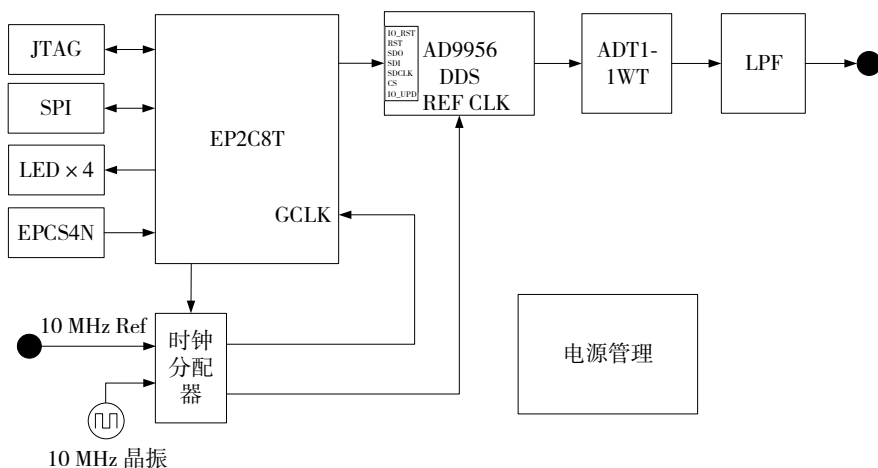 JTAG
SPI
LED × 4
EPCS4N
EP2C8T
GCLK
IO_RST
RST
SDO
SDI
SDCLK
CS
IO_UPD
AD9956
DDS
REF CLK
ADT1-
1WT
LPF
10 MHz Ref
时钟
分配
器
10 MHz 晶振
电源管理